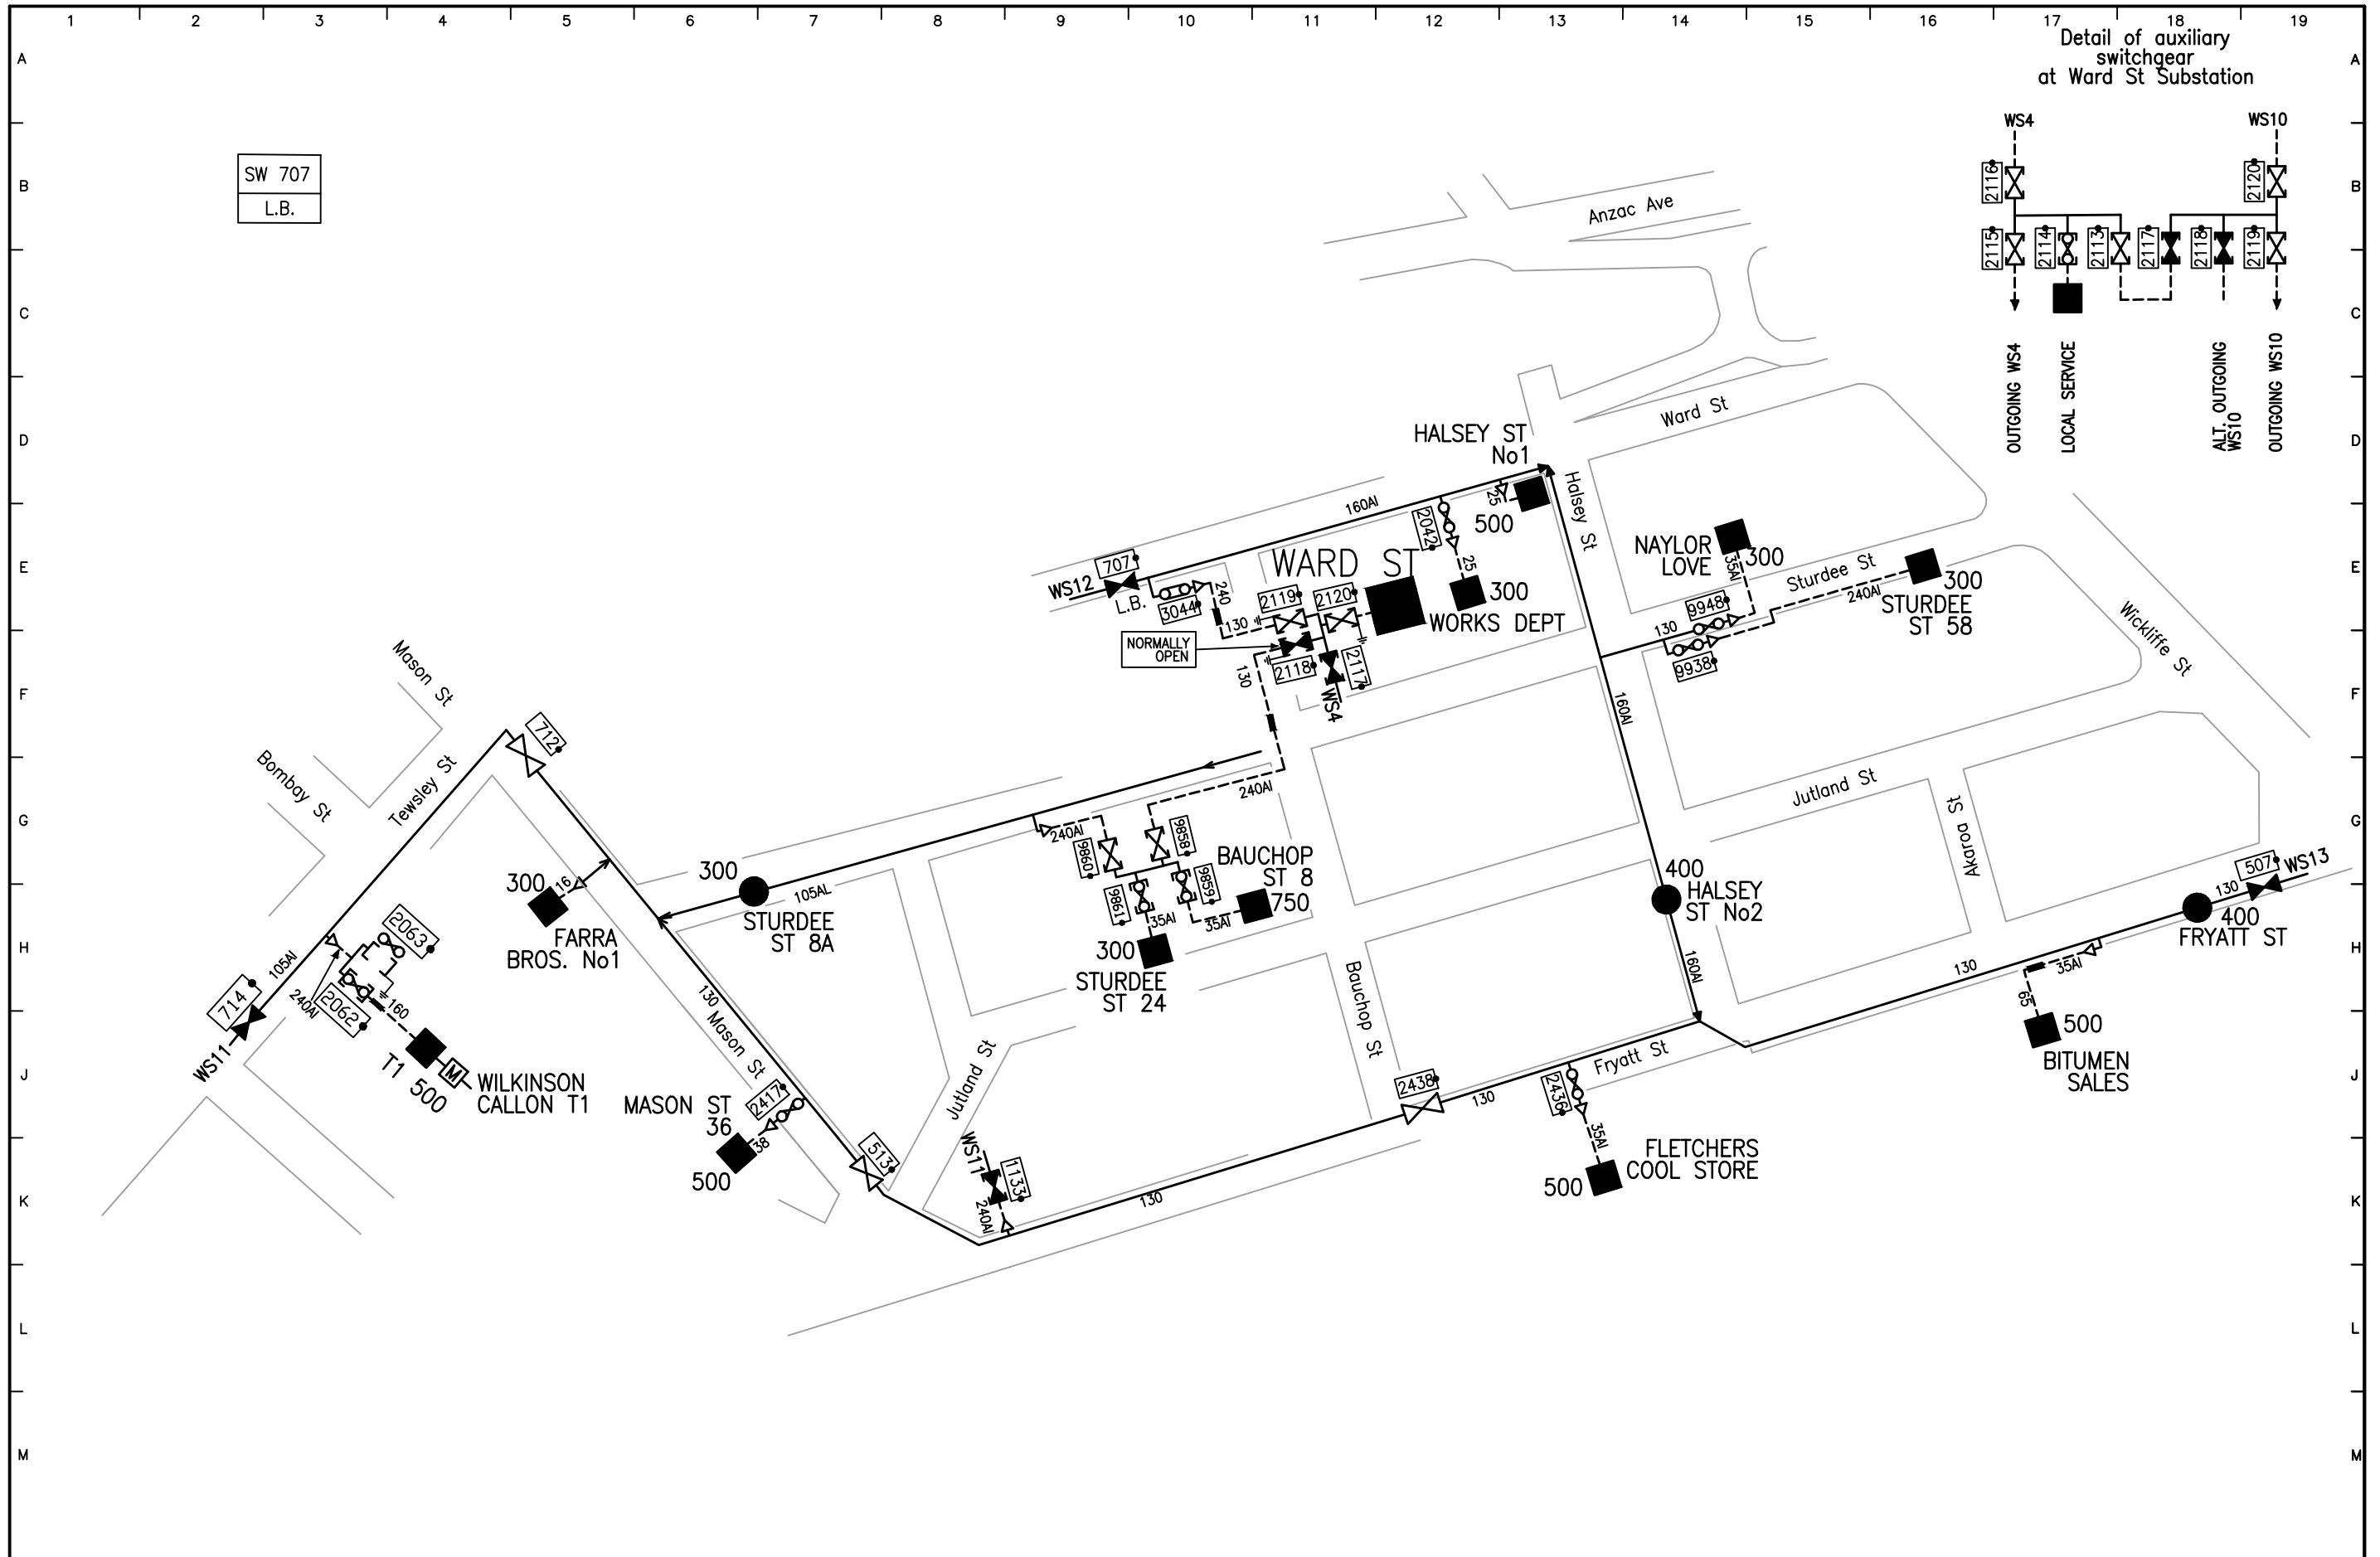 1 2 3 4 5 6 7 8 9 10 11 12 13 14 15 16 17 18 19
Detail of auxiliary
switchgear
at Ward St Substation
A
A
WS4
WS10
SW 707
L.B.
B
B
2116
2120
Anzac Ave
2115
2114
2113
2117
2118
2119
C
C
OUTGOING WS4
LOCAL SERVICE
ALT. OUTGOING
WS10
OUTGOING WS10
Ward St
D
D
HALSEY ST
No1
Halsey St
160Al
25
500
2042
NAYLOR
LOVE
300
35Al
E
E
WARD ST
WS12
707
L.B.
3044
240
130
2119
2120
25
300
WORKS DEPT
Sturdee St
240Al
300
STURDEE
ST 58
9948
130
9938
Wickliffe St
NORMALLY
OPEN
2118
2117
130
WS4
Mason St
F
F
160Al
712
Bombay St
Tewsley St
240Al
Jutland St
G
G
Akaroa St
240Al
9860
9858
9859
9861
BAUCHOP
ST 8
750
35Al
35Al
300
STURDEE
ST 24
300
105AL
STURDEE
ST 8A
300
16
FARRA
BROS. No1
400
HALSEY
ST No2
507
WS13
130
400
FRYATT ST
H
H
2063
105Al
240Al
2062
160
714
WS11
130
Mason St
Bauchop St
160Al
130
35Al
65
500
BITUMEN
SALES
J
J
T1 500
M
WILKINSON
CALLON T1
MASON ST
36
2417
38
500
Jutland St
2438
130
2436
35Al
Fryatt St
FLETCHERS
COOL STORE
500
513
WS11
1133
240Al
130
K
K
L
L
M
M